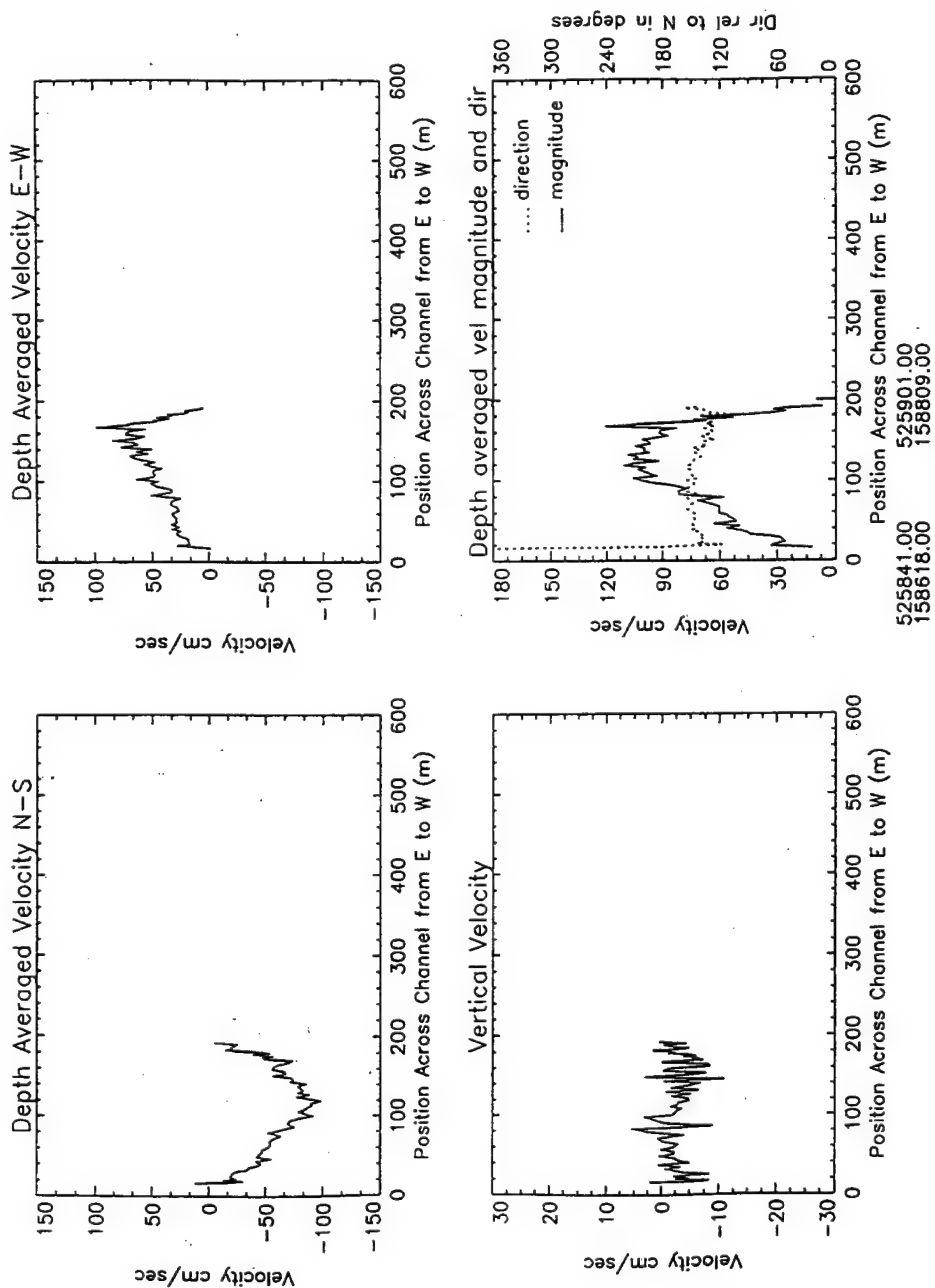 Depth Averaged Velocity N-S
150
100
50
0
-50
-100
-150
Velocity cm/sec
0 100 200 300 400 500 600
Position Across Channel from E to W (m)
Depth Averaged Velocity E-W
150
100
50
0
-50
-100
-150
Velocity cm/sec
0 100 200 300 400 500 600
Position Across Channel from E to W (m)
Vertical Velocity
30
20
10
0
-10
-20
-30
Velocity cm/sec
0 100 200 300 400 500 600
Position Across Channel from E to W (m)
Depth averaged vel magnitude and dir
180
150
120
90
60
30
0
Velocity cm/sec
direction
magnitude
360
300
240
180
120
60
0
Dir rel to N in degrees
0 100 200 300 400 500 600
Position Across Channel from E to W (m)
525841.00 525901.00
158618.00 158809.00